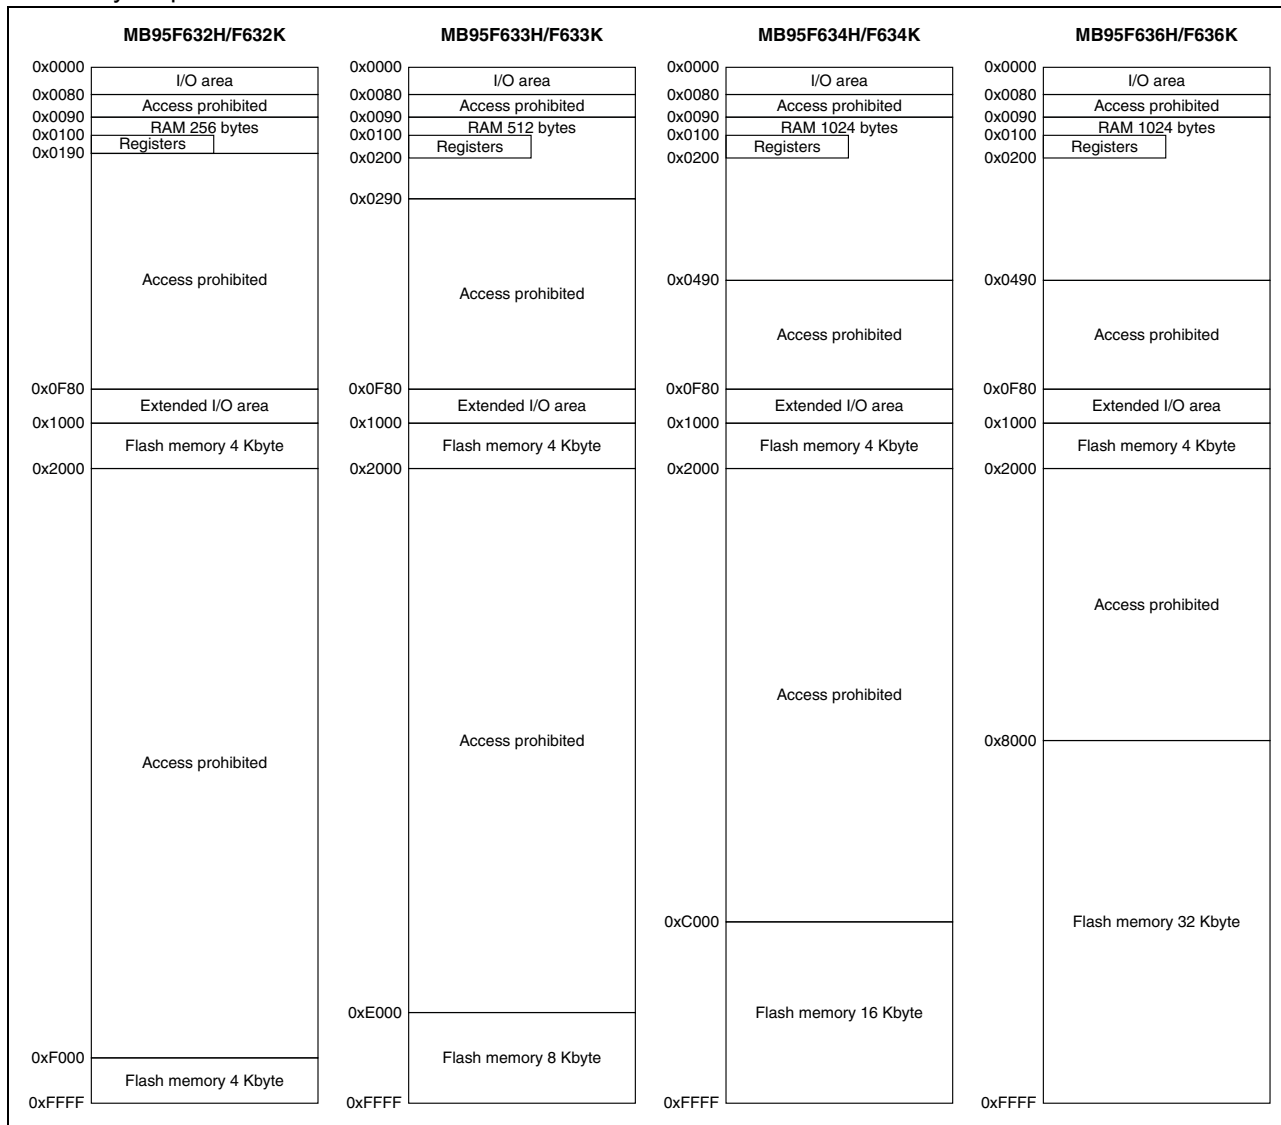 MB95F632H/F632K
0x0000
I/O area
0x0080
Access prohibited
0x0090
RAM 256 bytes
0x0100
Registers
0x0190
Access prohibited
0x0F80
Extended I/O area
0x1000
Flash memory 4 Kbyte
0x2000
Access prohibited
0xF000
Flash memory 4 Kbyte
0xFFFF
MB95F633H/F633K
0x0000
I/O area
0x0080
Access prohibited
0x0090
RAM 512 bytes
0x0100
Registers
0x0200
0x0290
Access prohibited
0x0F80
Extended I/O area
0x1000
Flash memory 4 Kbyte
0x2000
Access prohibited
0xE000
Flash memory 8 Kbyte
0xFFFF
MB95F634H/F634K
0x0000
I/O area
0x0080
Access prohibited
0x0090
RAM 1024 bytes
0x0100
Registers
0x0200
0x0490
Access prohibited
0x0F80
Extended I/O area
0x1000
Flash memory 4 Kbyte
0x2000
Access prohibited
0xC000
Flash memory 16 Kbyte
0xFFFF
MB95F636H/F636K
0x0000
I/O area
0x0080
Access prohibited
0x0090
RAM 1024 bytes
0x0100
Registers
0x0200
0x0490
Access prohibited
0x0F80
Extended I/O area
0x1000
Flash memory 4 Kbyte
0x2000
Access prohibited
0x8000
Flash memory 32 Kbyte
0xFFFF